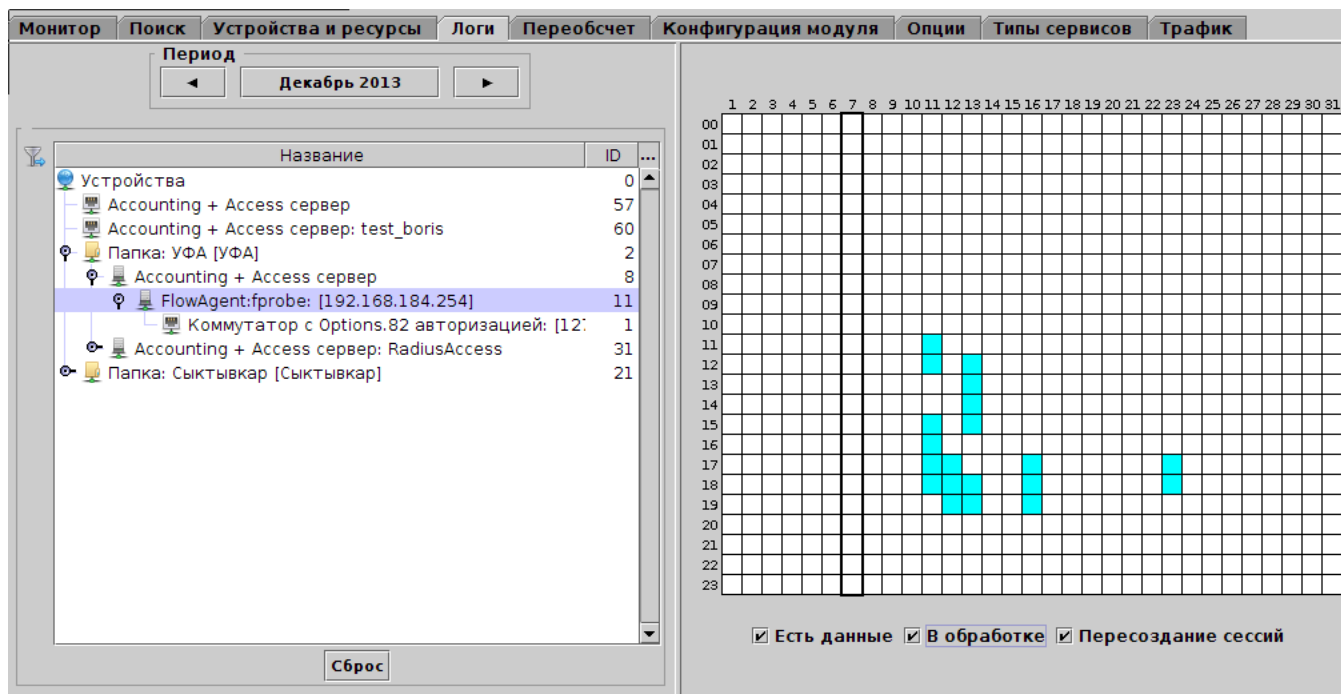 Монитор Поиск Устройства и ресурсы Логи Переобсчет Конфигурация модуля Опции Типы сервисов Трафик
Период
Декабрь 2013
Название ID ...
Устройства 0
Accounting + Access сервер 57
Accounting + Access сервер: test_boris 60
Папка: УФА [УФА] 2
Accounting + Access сервер 8
FlowAgent:fprobe: [192.168.184.254] 11
Коммутатор с Options.82 авторизацией: [127 1
Accounting + Access сервер: RadiusAccess 31
Папка: Сыктывкар [Сыктывкар] 21
Сброс
1 2 3 4 5 6 7 8 9 10 11 12 13 14 15 16 17 18 19 20 21 22 23 24 25 26 27 28 29 30 31
00
01
02
03
04
05
06
07
08
09
10
11
12
13
14
15
16
17
18
19
20
21
22
23
Есть данные В обработке Пересоздание сессий